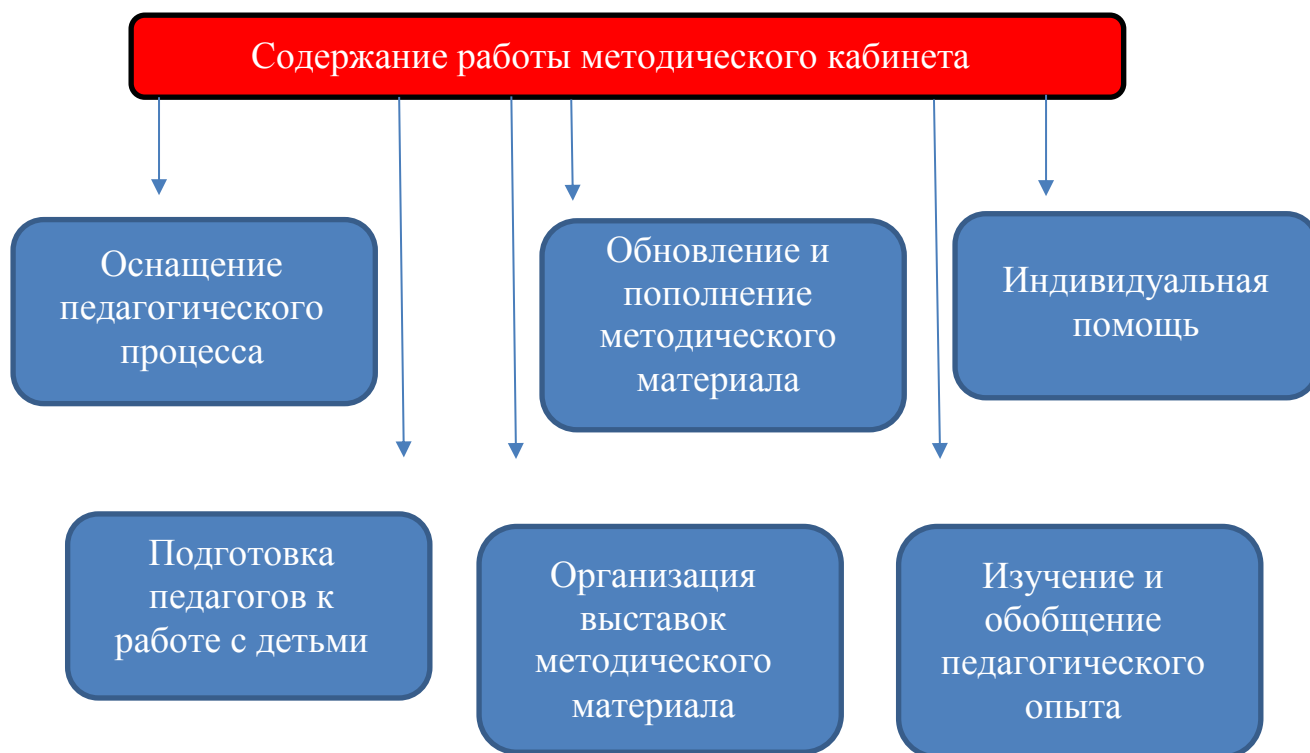 Содержание работы методического кабинета
Оснащение
педагогического
процесса
Обновление и
пополнение
методического
материала
Индивидуальная
помощь
Подготовка
педагогов к
работе с детьми
Организация
выставок
методического
материала
Изучение и
обобщение
педагогического
опыта